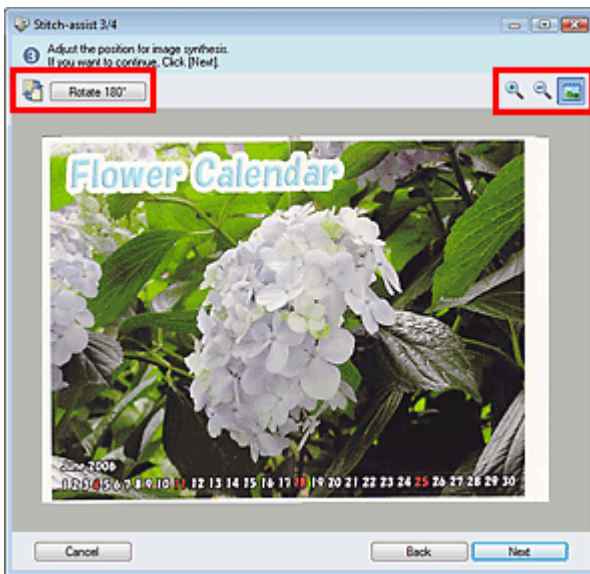 Stitch-assist 3/4
3 Adjust the position for image synthesis.
If you want to continue, Click [Next].
Rotate 180°
Flower Calendar
June 2006
1 2 3 4 5 6 7 8 9 10 11 12 13 14 15 16 17 18 19 20 21 22 23 24 25 26 27 28 29 30
Cancel
Back
Next